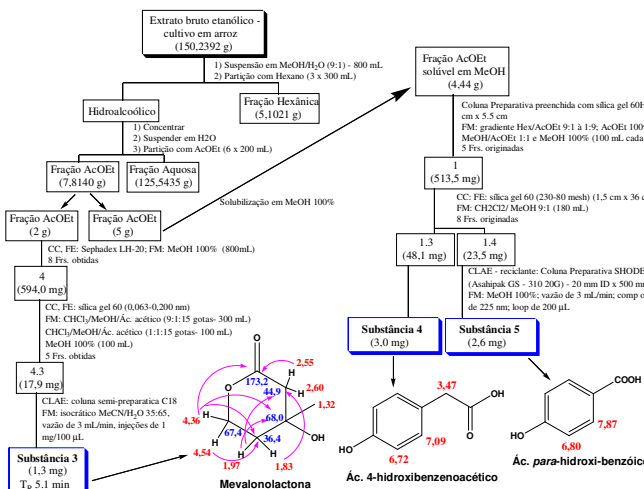 Extrato bruto etanólico -
cultivo em arroz
(150,2392 g)
1) Suspensão em MeOH/H₂O (9:1) - 800 mL
2) Partição com Hexano (3 x 300 mL)
Hidroalcoólico
Fração Hexânica
(5,1021 g)
1) Concentrar
2) Suspender em H2O
3) Partição com AcOEt (6 x 200 mL)
Fração AcOEt
(7,8140 g)
Fração Aquosa
(125,5435 g)
Solubilização em MeOH 100%
Fração AcOEt
(2 g)
Fração AcOEt
(5 g)
CC, FE: Sephadex LH-20; FM: MeOH 100% (800mL)
8 Frs. obtidas
4
(594,0 mg)
CC, FE: sílica gel 60 (0,063-0,200 nm)
FM: CHCl₃/MeOH/Ác. acético (9:1:15 gotas- 300 mL)
CHCl₃/MeOH/Ác. acético (1:1:15 gotas- 100 mL)
MeOH 100% (100 mL)
5 Frs. obtidas
4.3
(17,9 mg)
CLAE: coluna semi-preparatica C18
FM: isocrático MeCN/H₂O 35:65,
vazão de 3 mL/min, injeções de 1
mg/100 µL
Substância 3
(1,3 mg)
T_R 5,1 min
O
O
H
H
H
H
H
H
OH
173,2
44,9
68,0
67,4
36,4
2,55
2,60
1,32
4,36
4,54
1,97
1,83
Mevalonolactona
Fração AcOEt
solúvel em MeOH
(4,44 g)
Coluna Preparativa preenchida com sílica gel 60H
cm x 5.5 cm
FM: gradiente Hex/AcOEt 9:1 à 1:9; AcOEt 100%
MeOH/AcOEt 1:1 e MeOH 100% (100 mL cada
5 Frs. originadas
1
(513,5 mg)
CC: FE: sílica gel 60 (230-80 mesh) (1,5 cm x 36 c
FM: CH2Cl2/ MeOH 9:1 (180 mL)
8 Frs. originadas
1.3
(48,1 mg)
1.4
(23,5 mg)
CLAE - reciclante: Coluna Preparativa SHODE
(Asahipak GS - 310 20G) - 20 mm ID x 500 mm
FM: MeOH 100%; vazão de 3 mL/min; comp o
de 225 nm; loop de 200 µL
Substância 4
(3,0 mg)
Substância 5
(2,6 mg)
3,47
OH
O
HO
7,09
6,72
Ác. 4-hidroxibenzenoacético
COOH
HO
7,87
6,80
Ác. para-hidroxi-benzóico